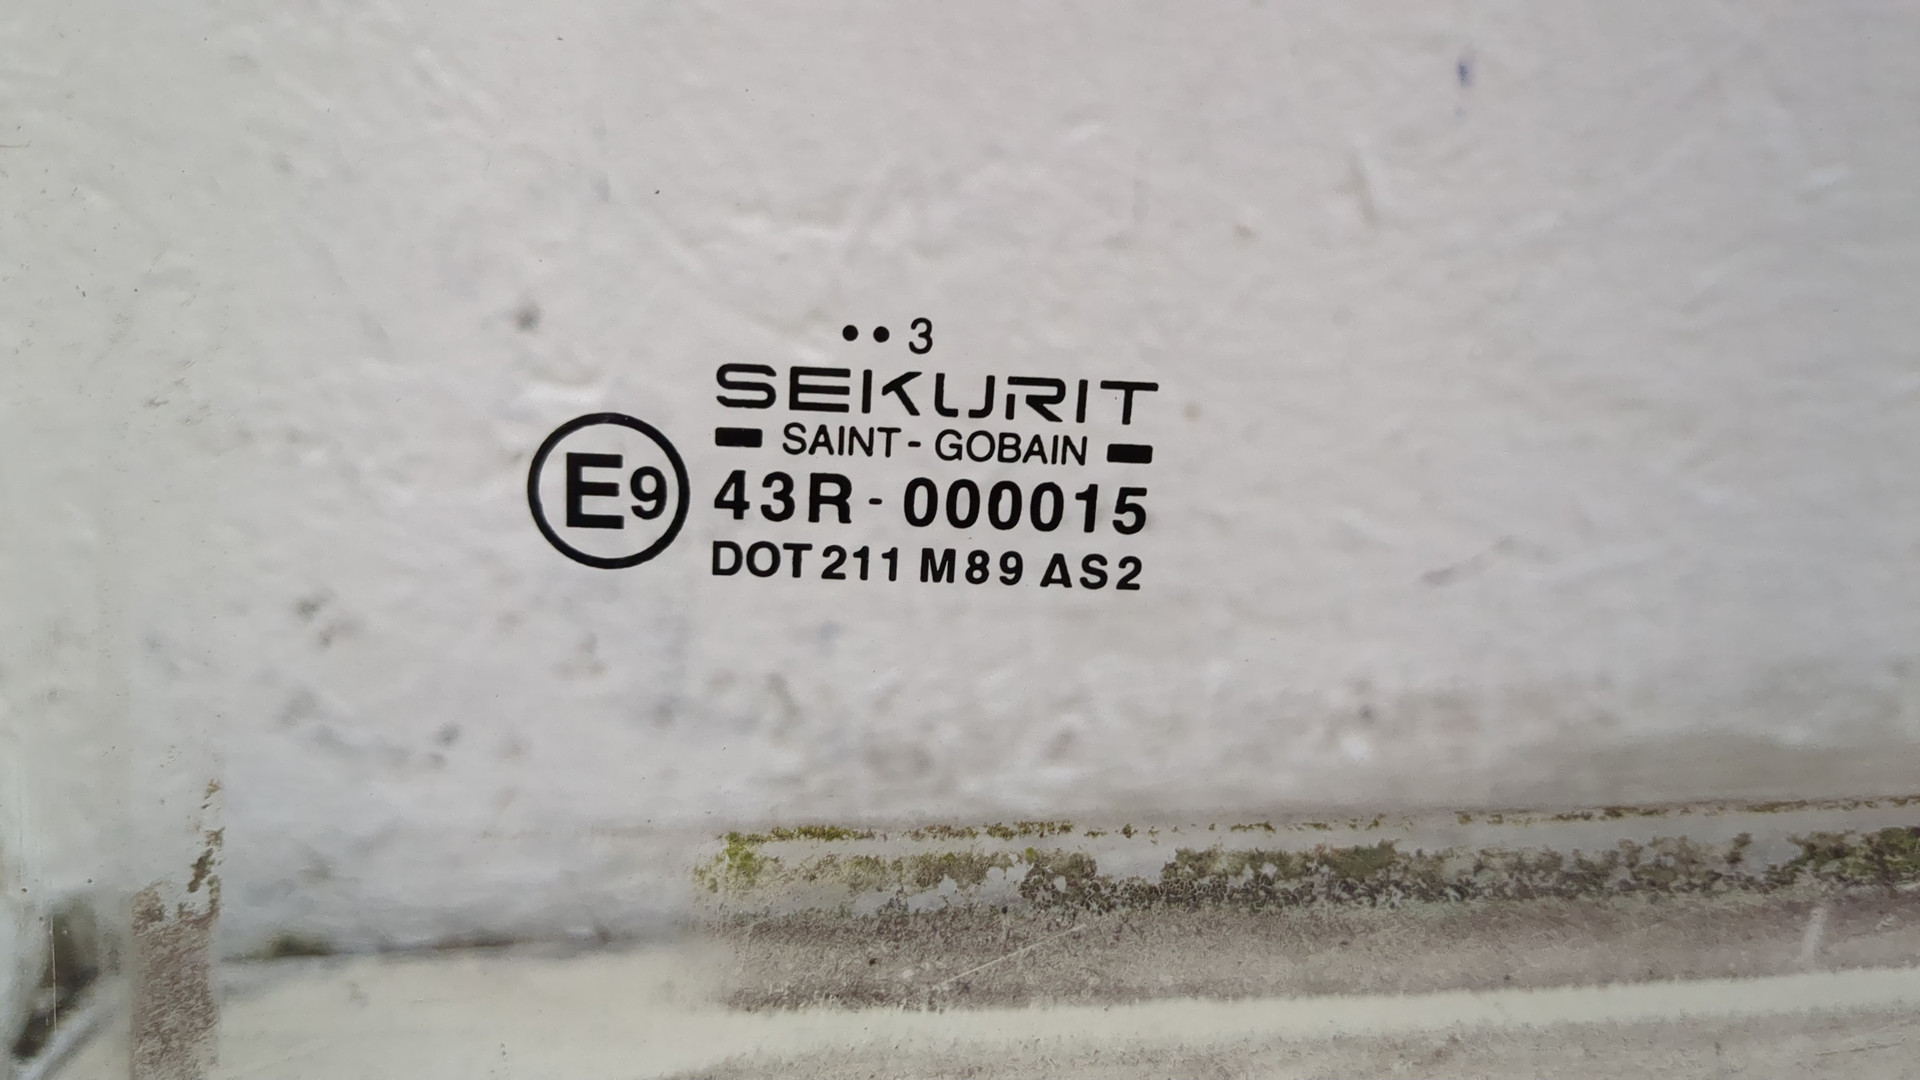 •• 3
SEKURIT
SAINT-GOBAIN
E9
43R-000015
DOT 211 M89 AS2